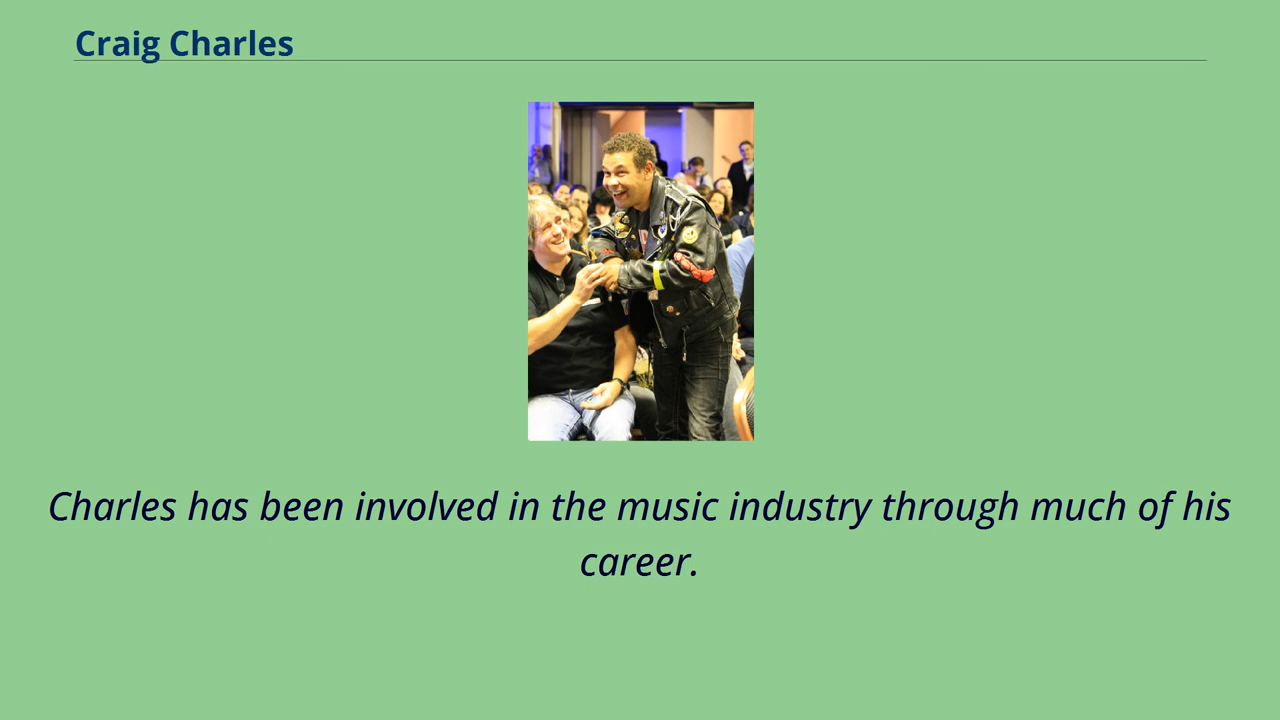 Craig Charles
Charles has been involved in the music industry through much of his
career.